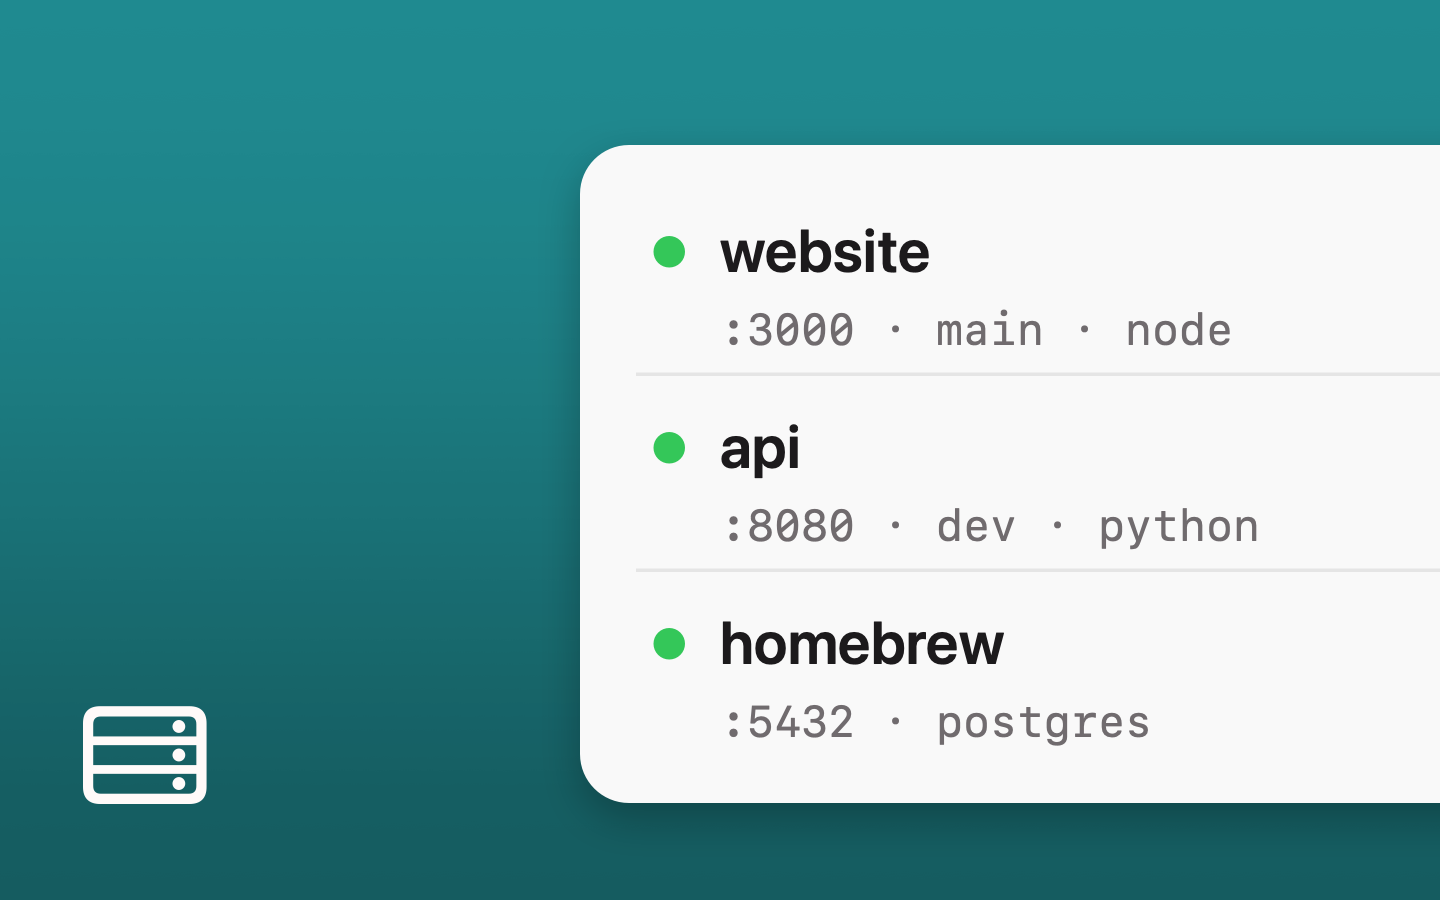 website
:3000 · main · node
api
:8080 · dev · python
homebrew
:5432 · postgres